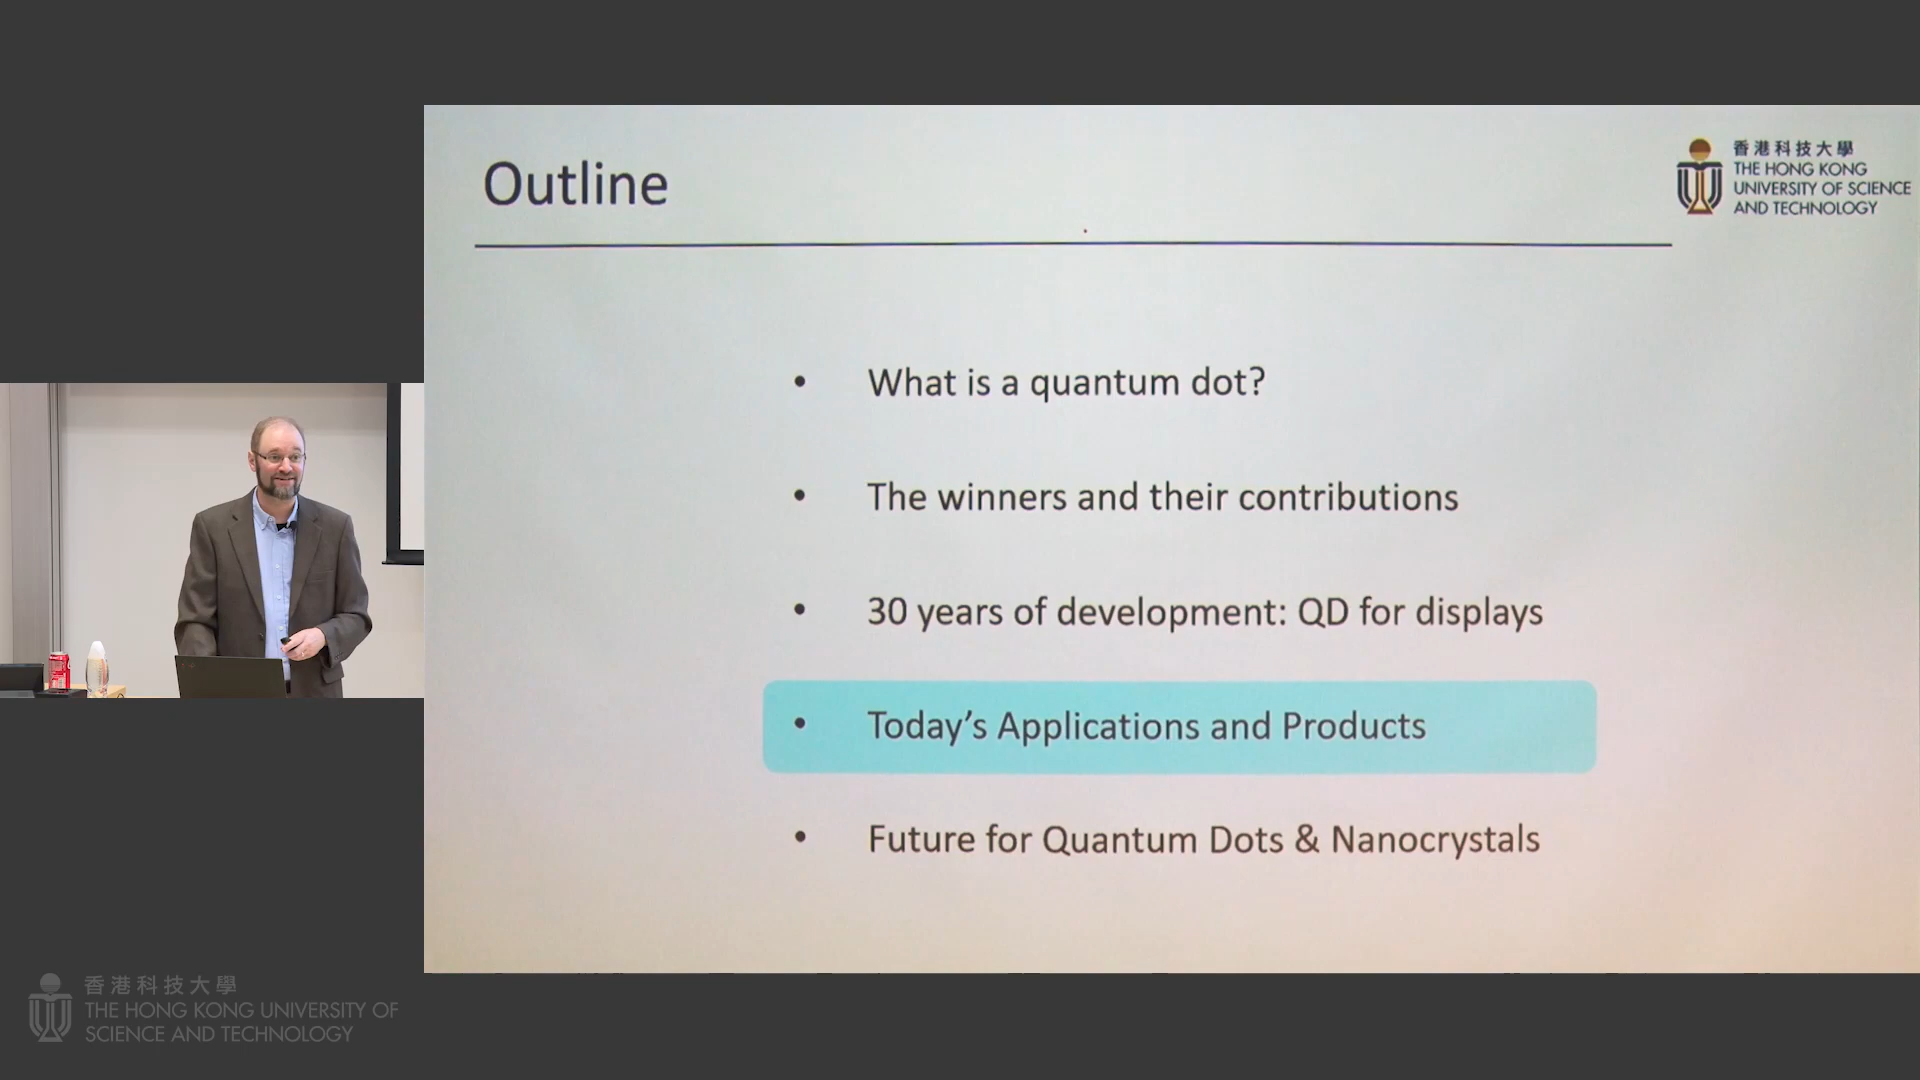 Outline
香港科技大學
THE HONG KONG
UNIVERSITY OF SCIENCE
AND TECHNOLOGY
• What is a quantum dot?
• The winners and their contributions
• 30 years of development: QD for displays
• Today's Applications and Products
• Future for Quantum Dots & Nanocrystals
香港科技大學
THE HONG KONG UNIVERSITY OF
SCIENCE AND TECHNOLOGY